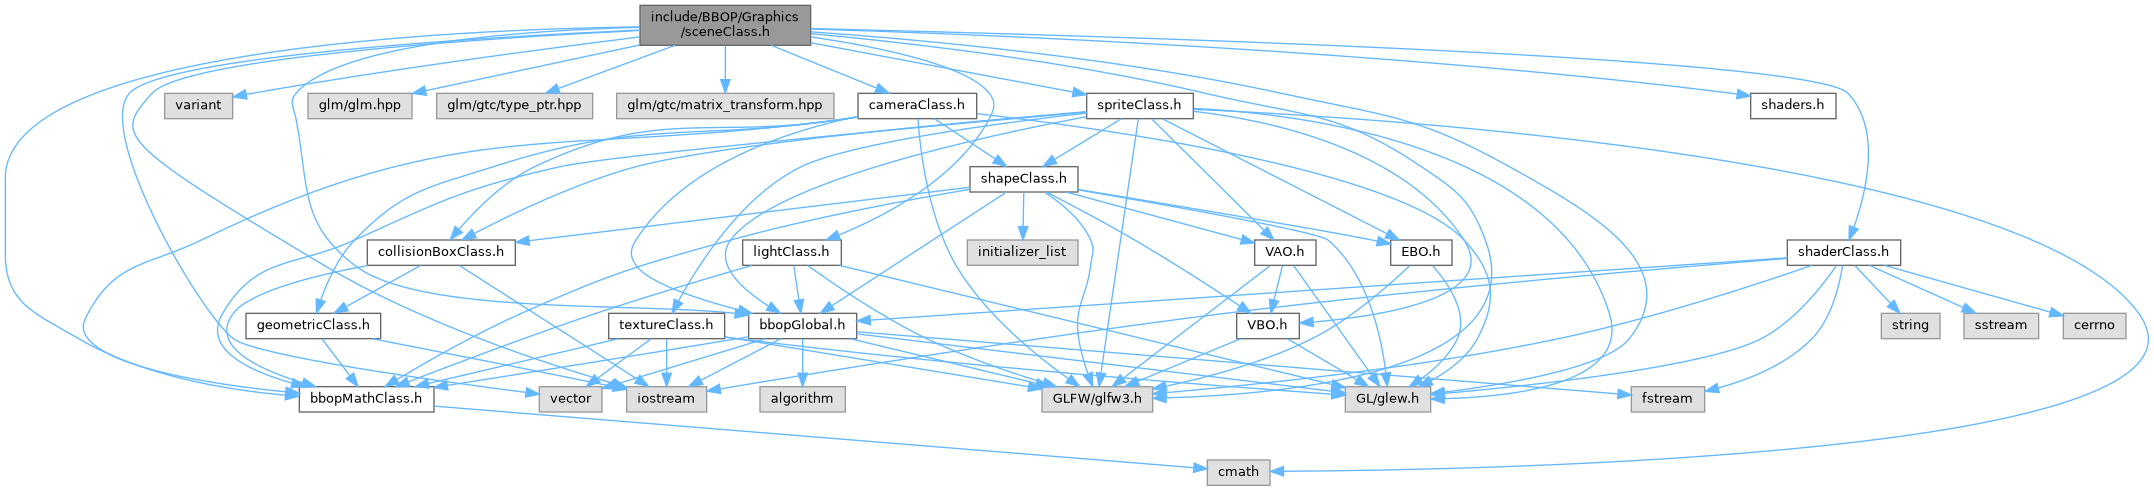 include/BBOP/Graphics
/sceneClass.h
variant
glm/glm.hpp
glm/gtc/type_ptr.hpp
glm/gtc/matrix_transform.hpp
cameraClass.h
spriteClass.h
shaders.h
shapeClass.h
collisionBoxClass.h
lightClass.h
initializer_list
VAO.h
EBO.h
shaderClass.h
geometricClass.h
textureClass.h
bbopGlobal.h
VBO.h
string
sstream
cerrno
bbopMathClass.h
vector
iostream
algorithm
GLFW/glfw3.h
GL/glew.h
fstream
cmath